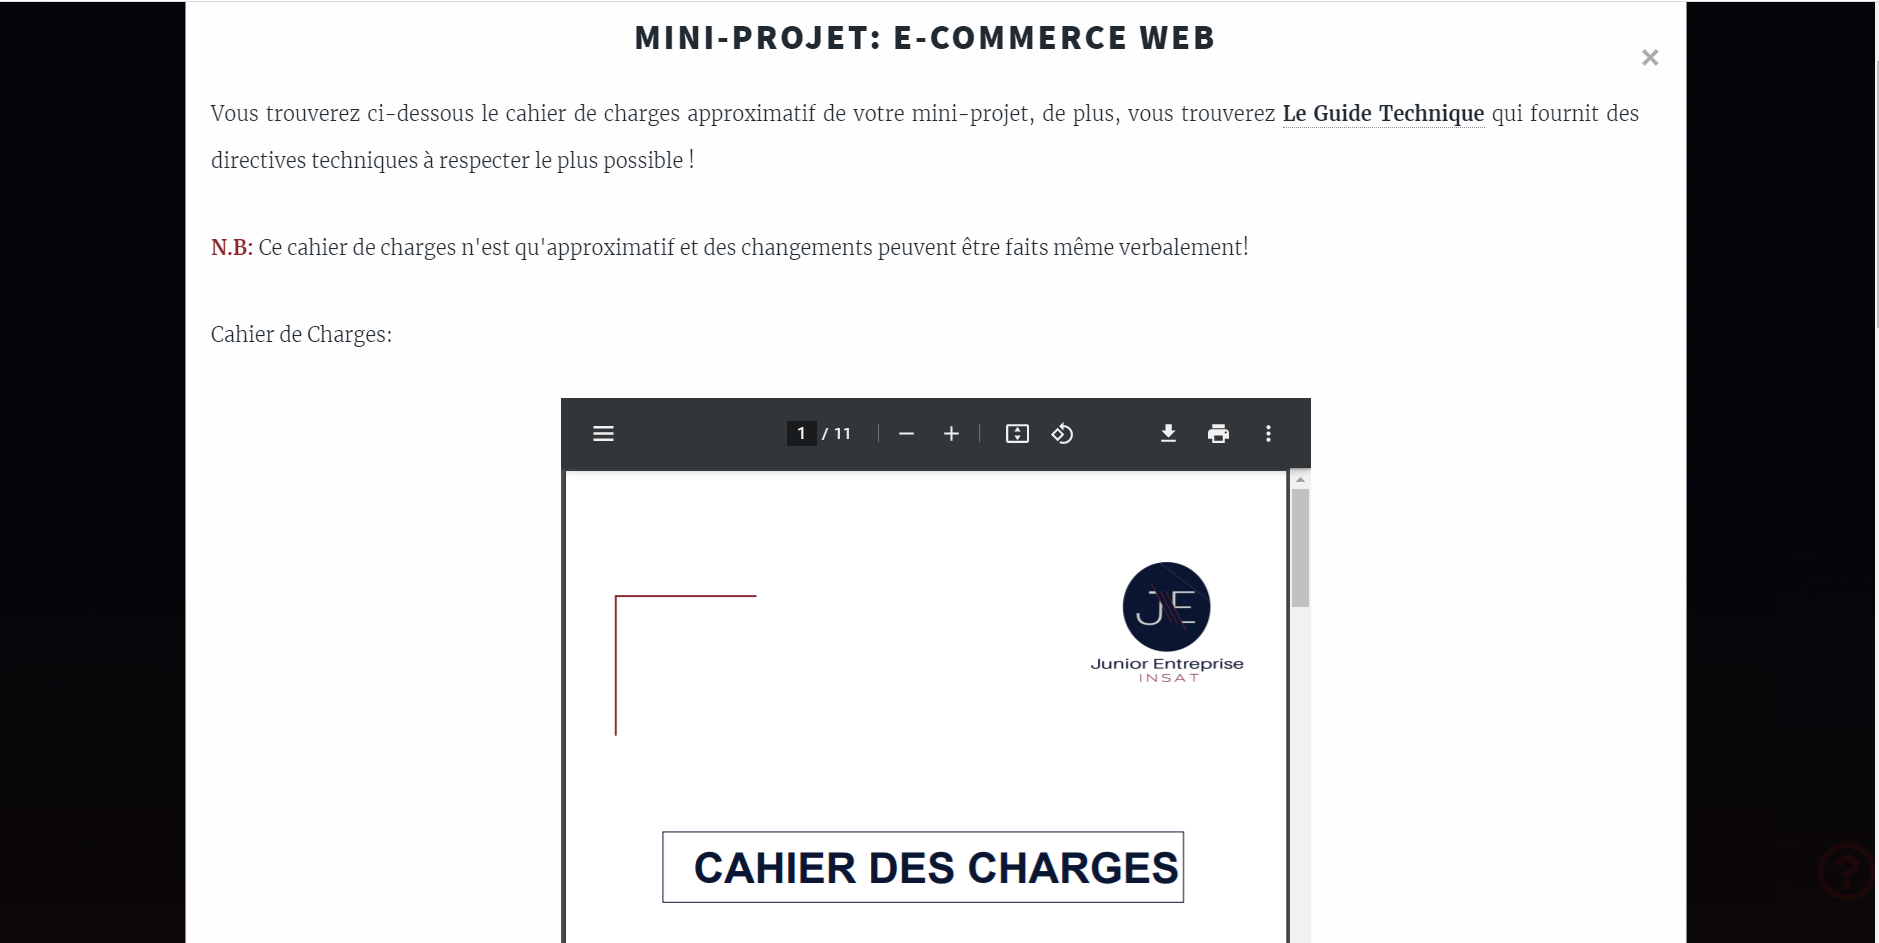 MINI-PROJET: E-COMMERCE WEB
×
Vous trouverez ci-dessous le cahier de charges approximatif de votre mini-projet, de plus, vous trouverez Le Guide Technique qui fournit des
directives techniques à respecter le plus possible !
N.B: Ce cahier de charges n'est qu'approximatif et des changements peuvent être faits même verbalement!
Cahier de Charges:
1 / 11
JE
Junior Entreprise
INSAT
CAHIER DES CHARGES
?